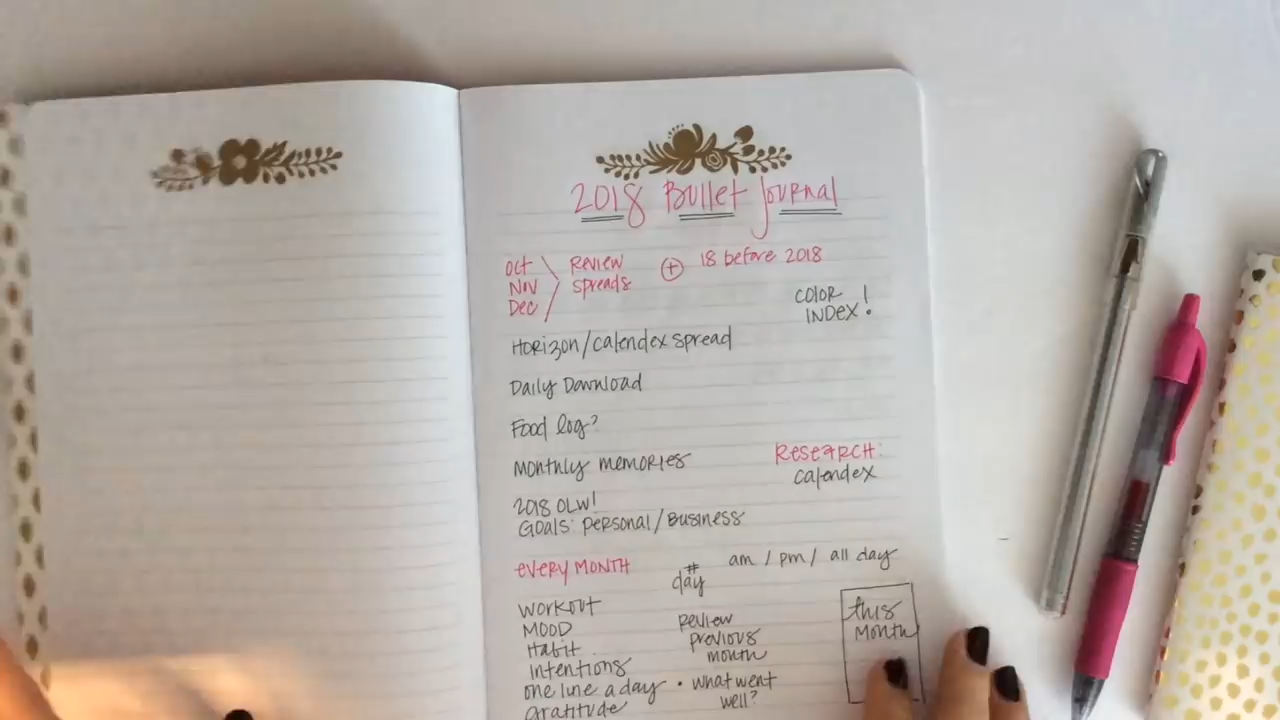 2018 Bullet Journal
Oct
Nov
Dec
Review
spreads
+ 18 before 2018
COLOR
INDEX!
Horizon/calendex spread
Daily Download
Food log?
Monthly memories
RESEARCH:
calendex
2018 OLW!
Goals: personal/Business
every MONTH
# day
am / pm / all day
workout
MOOD
Habit
Intentions
one line a day
gratitude
review
previous
month
• what went
well?
this
Month